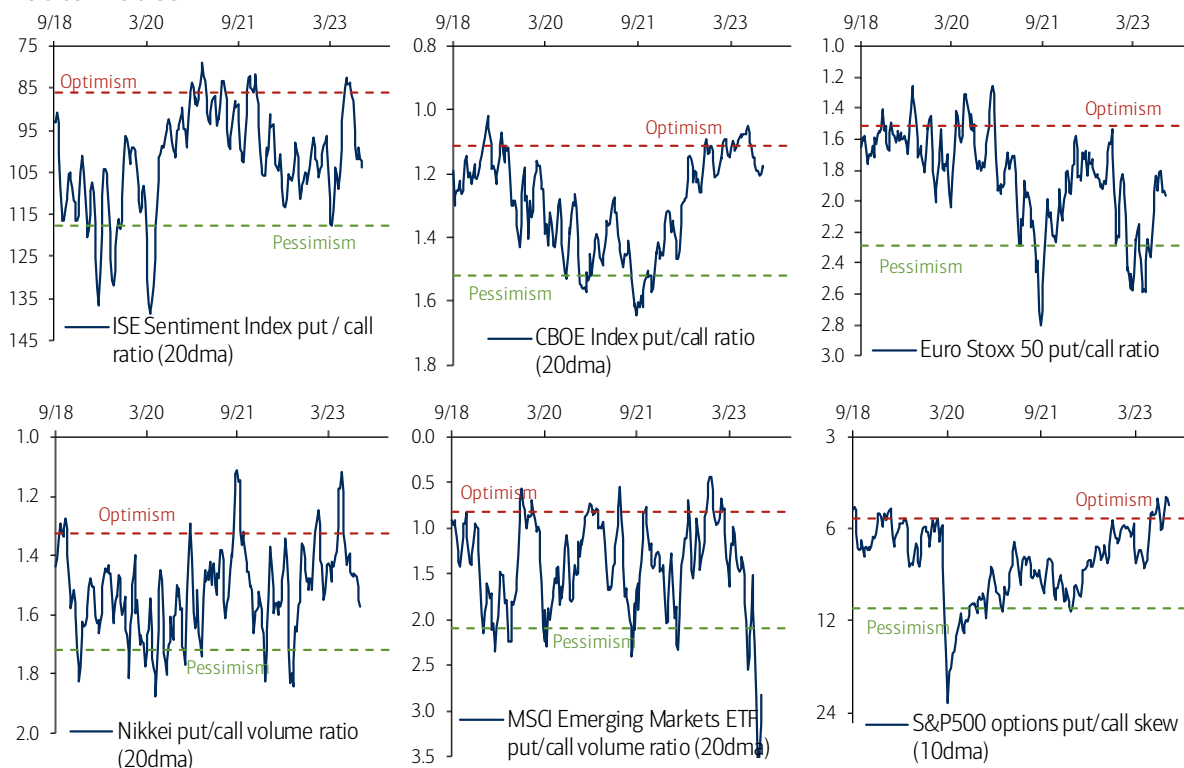 9/18 3/20 9/21 3/23
75
85
95
105
115
125
135
145
Optimism
Pessimism
ISE Sentiment Index put / call
ratio (20dma)
9/18 3/20 9/21 3/23
0.8
1.0
1.2
1.4
1.6
1.8
Optimism
Pessimism
CBOE Index put/call ratio
(20dma)
9/18 3/20 9/21 3/23
1.0
1.2
1.4
1.6
1.8
2.0
2.2
2.4
2.6
2.8
3.0
Optimism
Pessimism
Euro Stoxx 50 put/call ratio
9/18 3/20 9/21 3/23
1.0
1.2
1.4
1.6
1.8
2.0
Optimism
Pessimism
Nikkei put/call volume ratio
(20dma)
9/18 3/20 9/21 3/23
0.0
0.5
1.0
1.5
2.0
2.5
3.0
3.5
Optimism
Pessimism
MSCI Emerging Markets ETF
put/call volume ratio (20dma)
9/18 3/20 9/21 3/23
3
6
12
24
Optimism
Pessimism
S&P500 options put/call skew
(10dma)